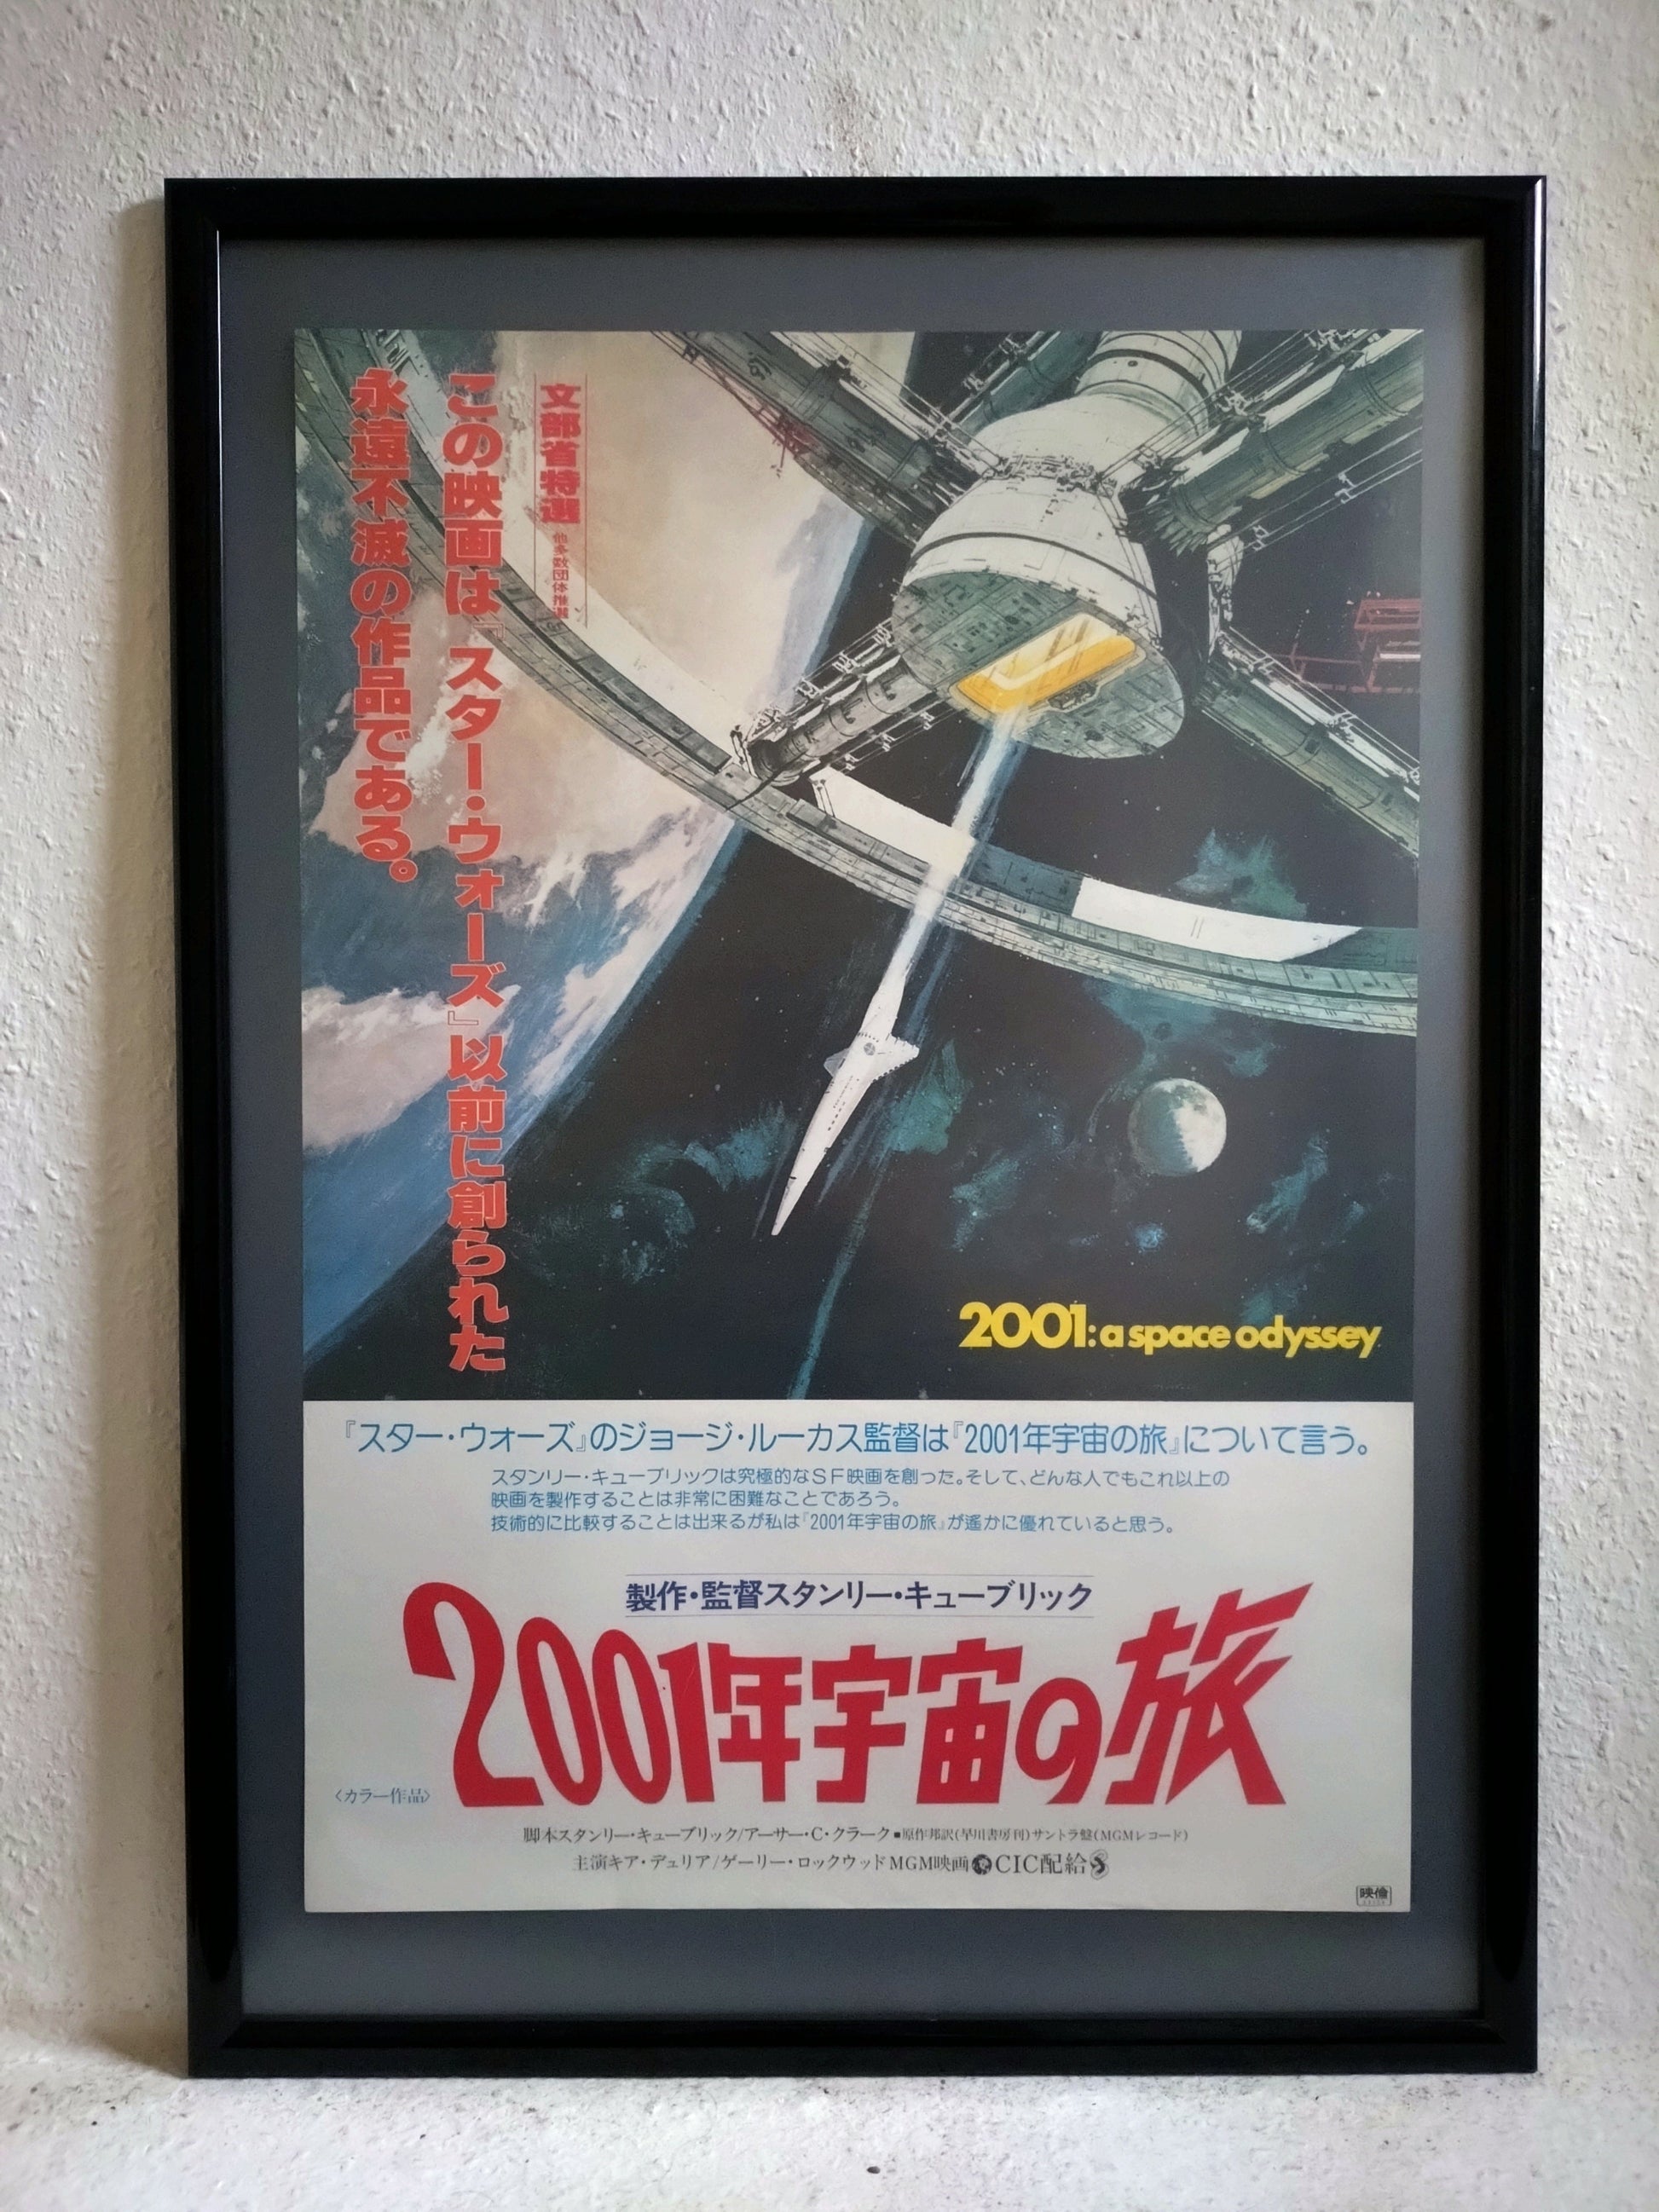 文部省特選
他多数団体推選
この映画は『スター・ウォーズ』以前に創られた
永遠不滅の作品である。
2001: a space odyssey
『スター・ウォーズ』のジョージ・ルーカス監督は『2001年宇宙の旅』について言う。
スタンリー・キューブリックは究極的なSF映画を創った。そして、どんな人でもこれ以上の
映画を製作することは非常に困難なことであろう。
技術的に比較することは出来るが私は『2001年宇宙の旅』が遥かに優れていると思う。
製作・監督スタンリー・キューブリック
2001年宇宙の旅
〈カラー作品〉
脚本スタンリー・キューブリック/アーサー・C・クラーク■原作邦訳(早川書房刊)サントラ盤(MGMレコード)
主演キア・デュリア/ゲーリー・ロックウッド MGM映画 CIC配給
映倫